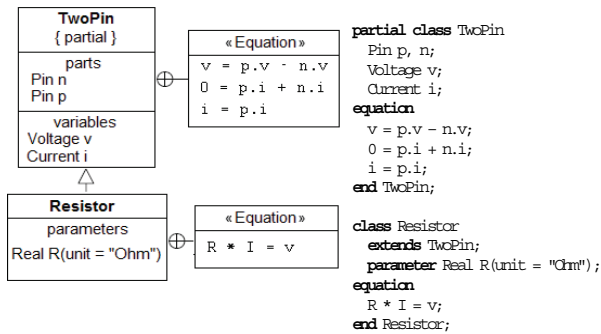 TwoPin
{ partial }
parts
Pin n
Pin p
variables
Voltage v
Current i
«Equation»
v = p.v - n.v
0 = p.i + n.i
i = p.i
Resistor
parameters
Real R(unit = "Ohm")
«Equation»
R * I = v
partial class TwoPin
Pin p, n;
Voltage v;
Current i;
equation
v = p.v – n.v;
0 = p.i + n.i;
i = p.i;
end TwoPin;
class Resistor
extends TwoPin;
parameter Real R(unit = "Ohm");
equation
R * I = v;
end Resistor;